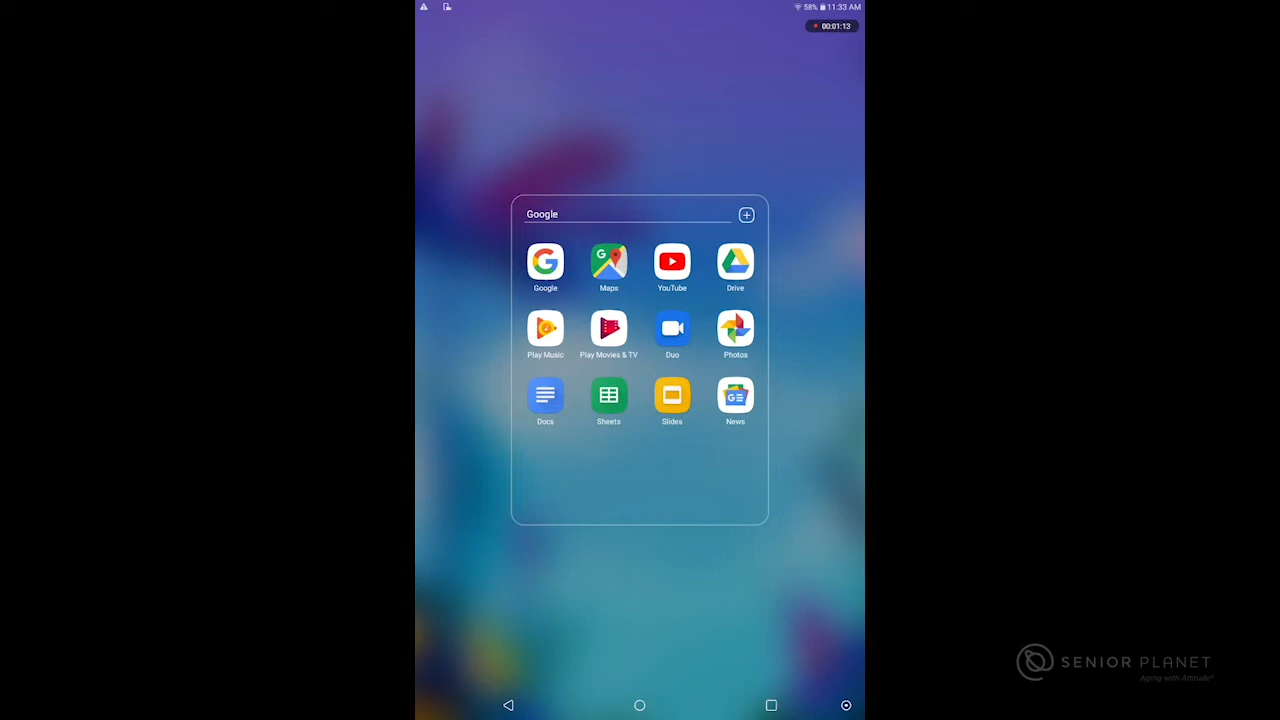 58% 11:33 AM
00:01:13
Google
Google Maps YouTube Drive
Play Music Play Movies & TV Duo Photos
Docs Sheets Slides News
SENIOR PLANET
Aging with Attitude